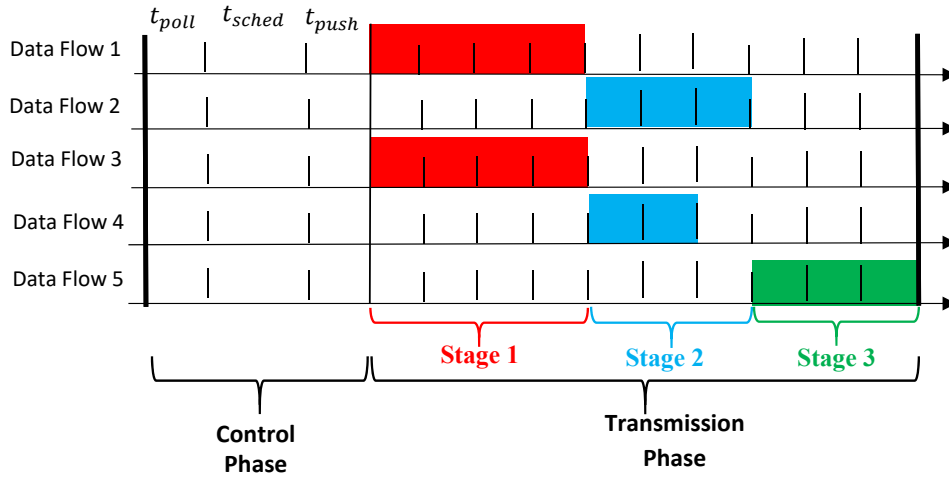 t_poll t_sched t_push
Data Flow 1
Data Flow 2
Data Flow 3
Data Flow 4
Data Flow 5
Stage 1 Stage 2 Stage 3
Control
Phase
Transmission
Phase